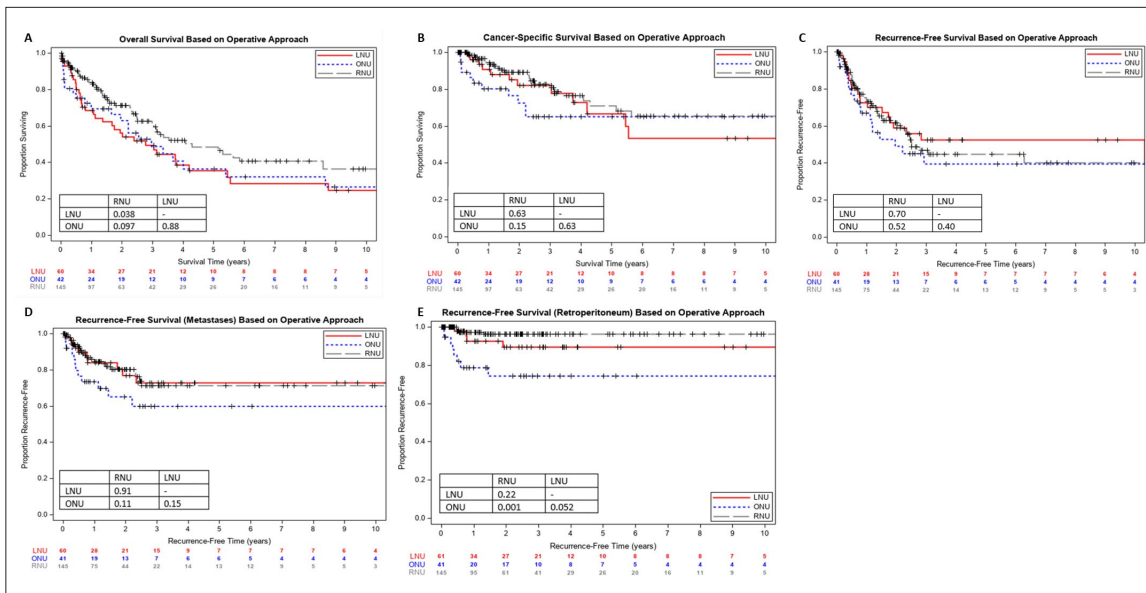 A
Overall Survival Based on Operative Approach
LNU
ONU
RNU
Proportion Surviving
1.0
0.8
0.6
0.4
0.2
0.0
RNU LNU
LNU 0.038 -
ONU 0.097 0.88
0 1 2 3 4 5 6 7 8 9 10
Survival Time (years)
LNU 60 34 27 21 12 10 8 8 8 7 5
ONU 42 24 19 12 10 9 7 6 6 4 4
RNU 145 97 63 42 29 26 20 16 11 9 5
B
Cancer-Specific Survival Based on Operative Approach
LNU
ONU
RNU
Proportion Surviving
1.0
0.8
0.6
0.4
0.2
0.0
RNU LNU
LNU 0.63 -
ONU 0.15 0.63
0 1 2 3 4 5 6 7 8 9 10
Survival Time (years)
LNU 60 34 27 21 12 10 8 8 8 7 5
ONU 42 24 19 12 10 9 7 6 6 4 4
RNU 145 97 63 42 29 26 20 16 11 9 5
C
Recurrence-Free Survival Based on Operative Approach
LNU
ONU
RNU
Proportion Recurrence-Free
1.0
0.8
0.6
0.4
0.2
0.0
RNU LNU
LNU 0.70 -
ONU 0.52 0.40
0 1 2 3 4 5 6 7 8 9 10
Recurrence-Free Time (years)
LNU 60 28 21 15 9 7 7 7 7 6 4
ONU 41 19 13 7 6 6 5 4 4 4 4
RNU 145 75 44 22 14 13 12 9 5 5 3
D
Recurrence-Free Survival (Metastases) Based on Operative Approach
LNU
ONU
RNU
Proportion Recurrence-Free
1.0
0.8
0.6
0.4
0.2
0.0
RNU LNU
LNU 0.91 -
ONU 0.11 0.15
0 1 2 3 4 5 6 7 8 9 10
Recurrence-Free Time (years)
LNU 60 28 21 15 9 7 7 7 7 6 4
ONU 41 19 13 7 6 6 5 4 4 4 4
RNU 145 75 44 22 14 13 12 9 5 5 3
E
Recurrence-Free Survival (Retroperitoneum) Based on Operative Approach
Proportion Recurrence-Free
1.0
0.8
0.6
0.4
0.2
0.0
RNU LNU
LNU 0.22 -
ONU 0.001 0.052
LNU
ONU
RNU
0 1 2 3 4 5 6 7 8 9 10
Recurrence-Free Time (years)
LNU 61 34 27 21 12 10 8 8 8 7 5
ONU 41 20 17 10 8 7 5 4 4 4 4
RNU 145 95 61 41 29 26 20 16 11 9 5